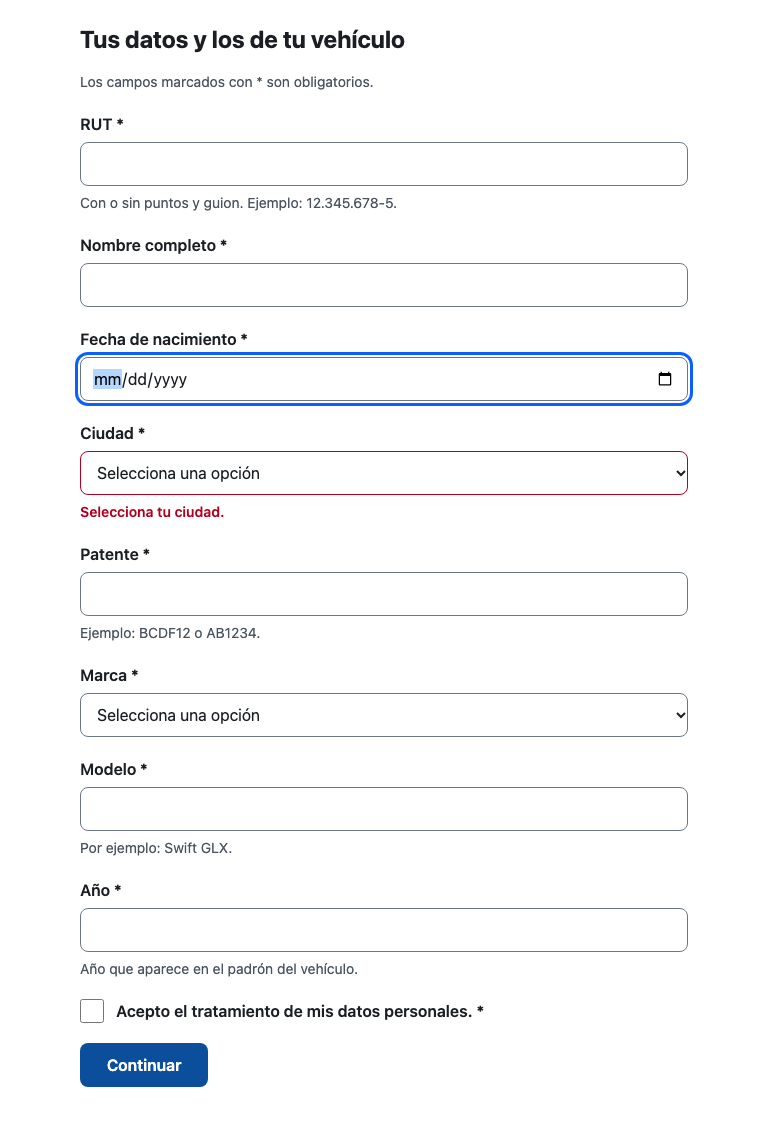 Tus datos y los de tu vehículo
Los campos marcados con * son obligatorios.
RUT *
Con o sin puntos y guion. Ejemplo: 12.345.678-5.
Nombre completo *
Fecha de nacimiento *
mm/dd/yyyy
Ciudad *
Selecciona una opción
Selecciona tu ciudad.
Patente *
Ejemplo: BCDF12 o AB1234.
Marca *
Selecciona una opción
Modelo *
Por ejemplo: Swift GLX.
Año *
Año que aparece en el padrón del vehículo.
Acepto el tratamiento de mis datos personales. *
Continuar